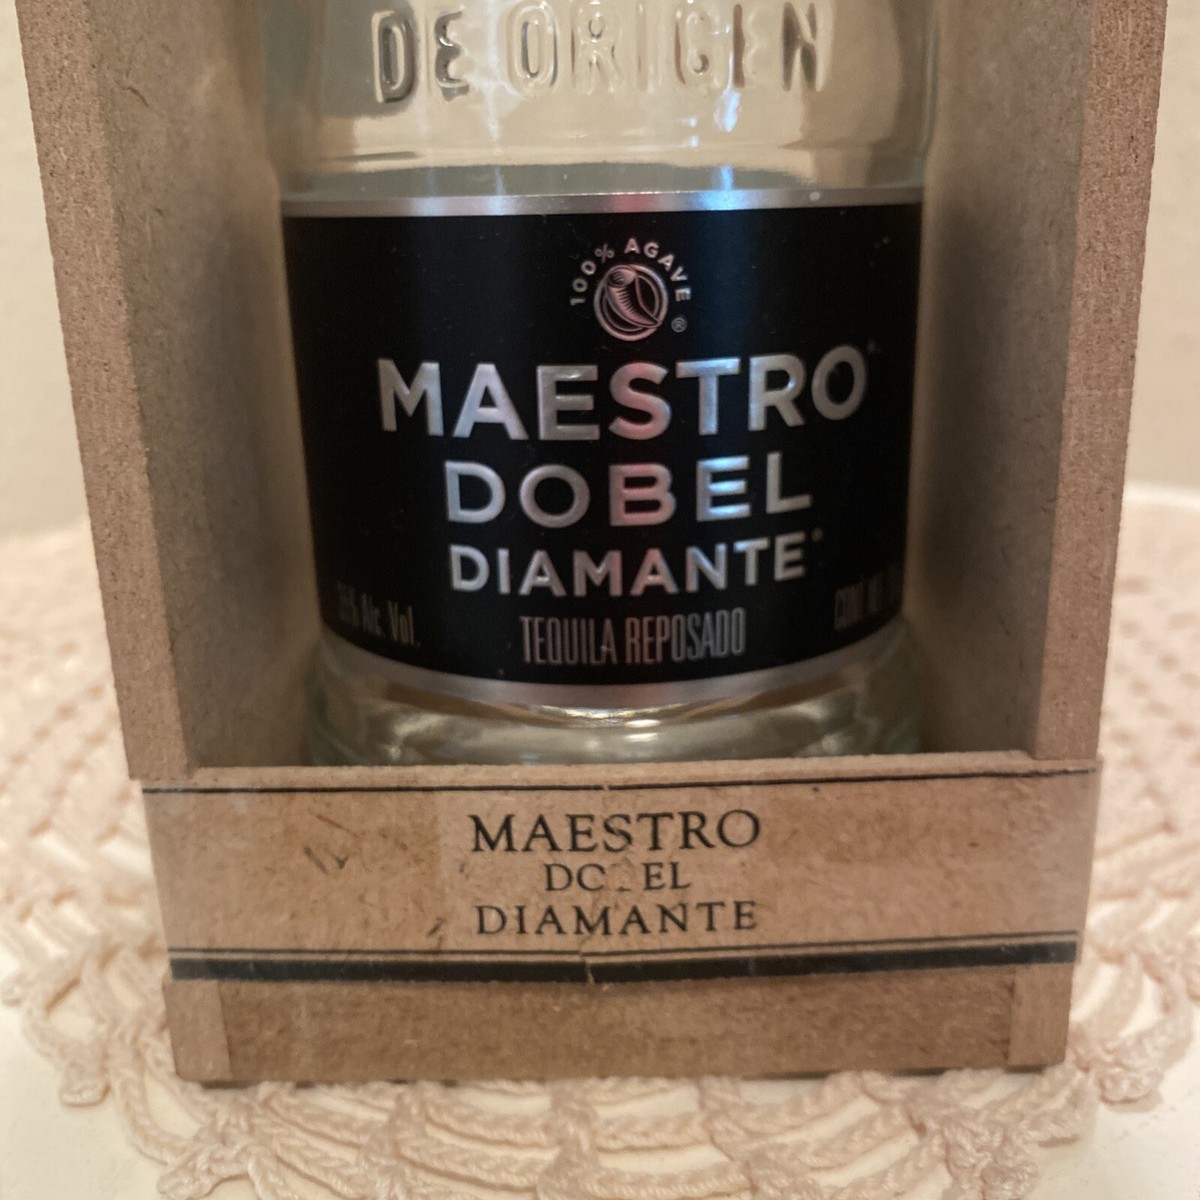 DE ORIGEN
100% AGAVE ®
MAESTRO
DOBEL
DIAMANTE®
Alc. Vol.
TEQUILA REPOSADO
MAESTRO
DIAMANTE